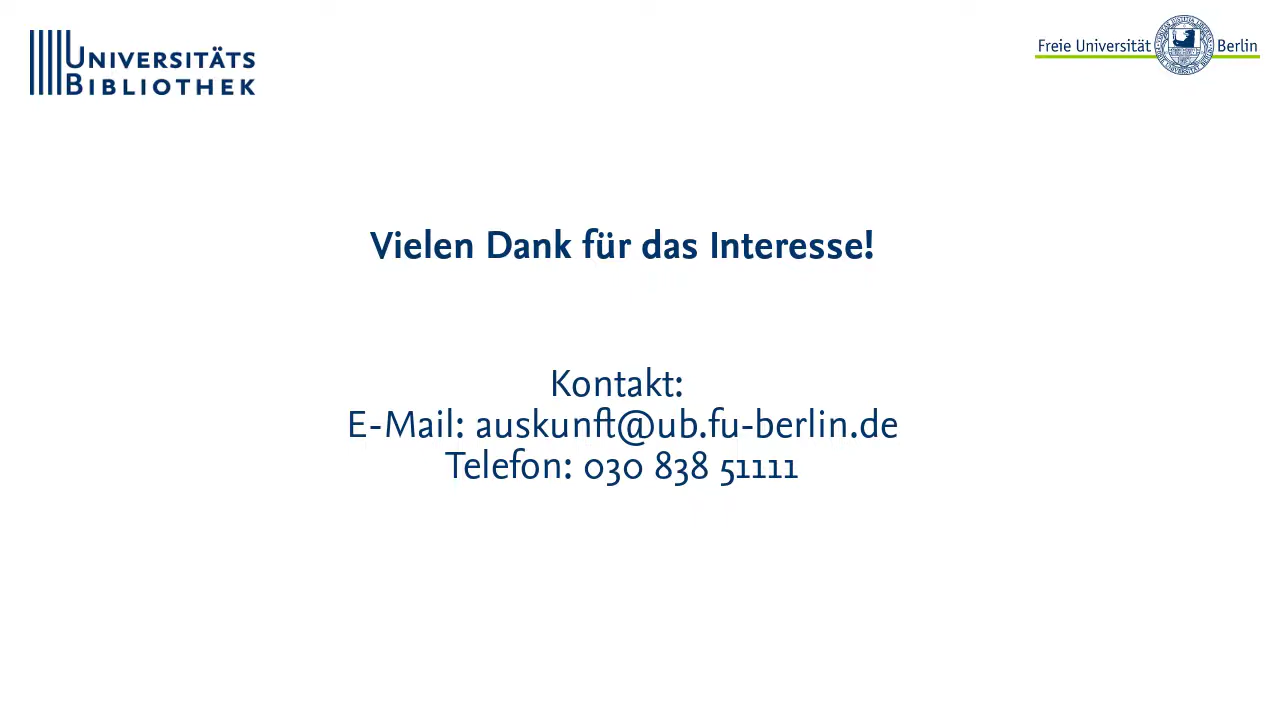 UNIVERSITÄTS
BIBLIOTHEK
Freie Universität Berlin
Vielen Dank für das Interesse!
Kontakt:
E-Mail: auskunft@ub.fu-berlin.de
Telefon: 030 838 51111